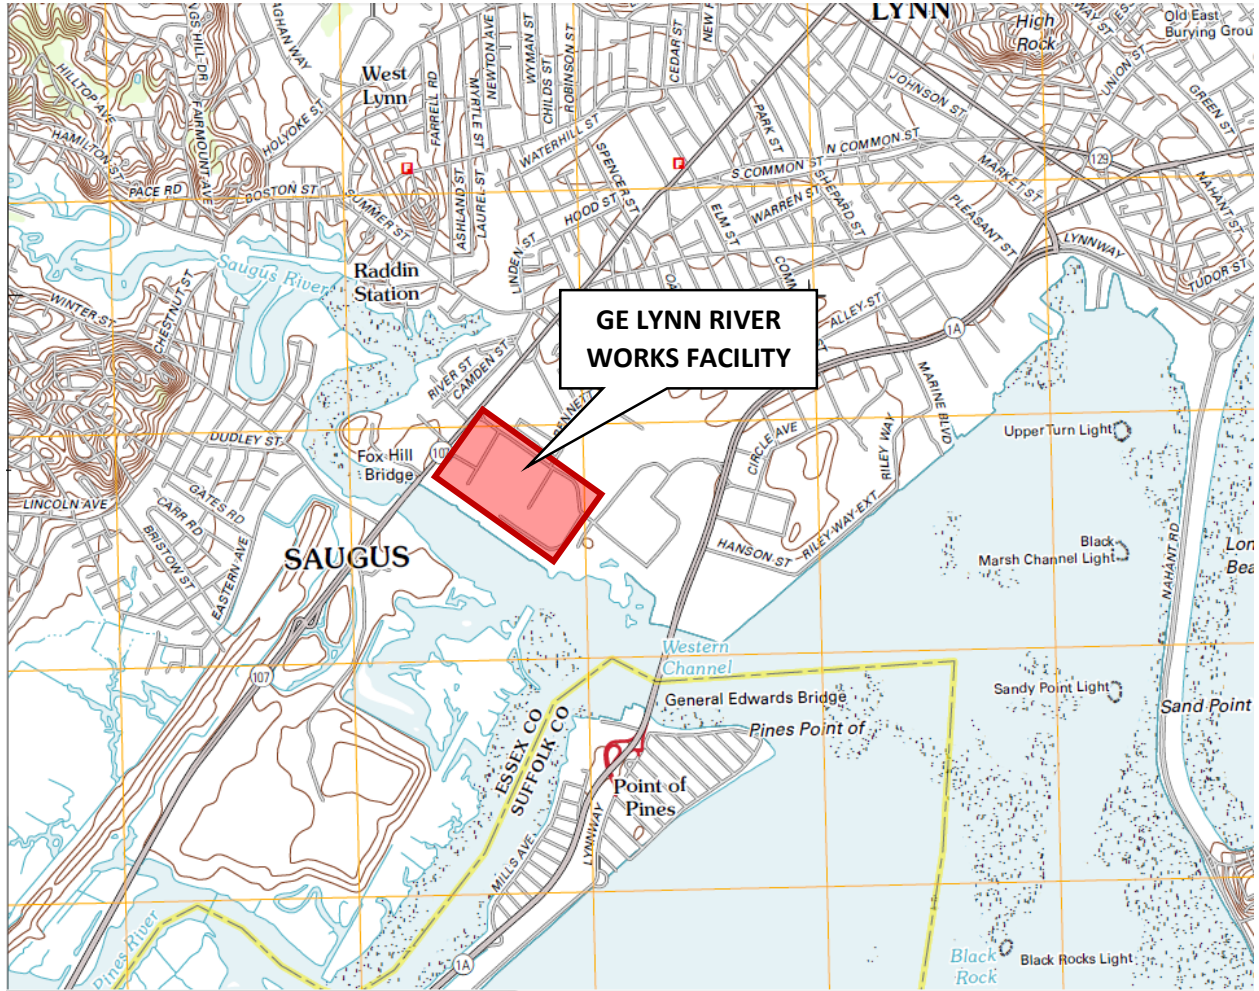 LYNN
High
Rock
Old East
Burying Grou
WAY ST
UNION ST
GREEN ST
JOHNSON ST
NAHANT ST
129
MARKET ST
PLEASANT ST
LYNNWAY
TUDOR ST
KINGS HILL DR
HILLTOP AVE
FAIRMOUNT AVE
HAMILTON ST
PACE RD
HOLYOKE ST
BOSTON ST
SUMMER ST
West
Lynn
FARRELL RD
MYRTLE ST
NEWTON AVE
WYMAN ST
CHILDS ST
ROBINSON ST
CEDAR ST
WATERHILL ST
ASHLAND ST
LAUREL ST
SPENCER ST
HOOD ST
LINDEN ST
PARK ST
S COMMON ST
N COMMON ST
SHEPARD ST
WARREN ST
ELM ST
ALLEY ST
1A
MARINE BLVD
Saugus River
Raddin
Station
WINTER ST
CHESTNUT ST
RIVER ST
CAMDEN ST
GE LYNN RIVER
WORKS FACILITY
Fox Hill
Bridge
DUDLEY ST
LINCOLN AVE
CARR RD
GATES RD
BRISTOW ST
EASTERN AVE
SAUGUS
CIRCLE AVE
RILEY WAY
RILEY WAY EXT
HANSON ST
Upper Turn Light
Black
Marsh Channel Light
NAHANT RD
Lon
Bea
Western
Channel
107
General Edwards Bridge
Sandy Point Light
Sand Point
Pines Point of
ESSEX CO
SUFFOLK CO
Point of
Pines
LYNNWAY
MILLS AVE
Pines River
1A
Black
Rock
Black Rocks Light